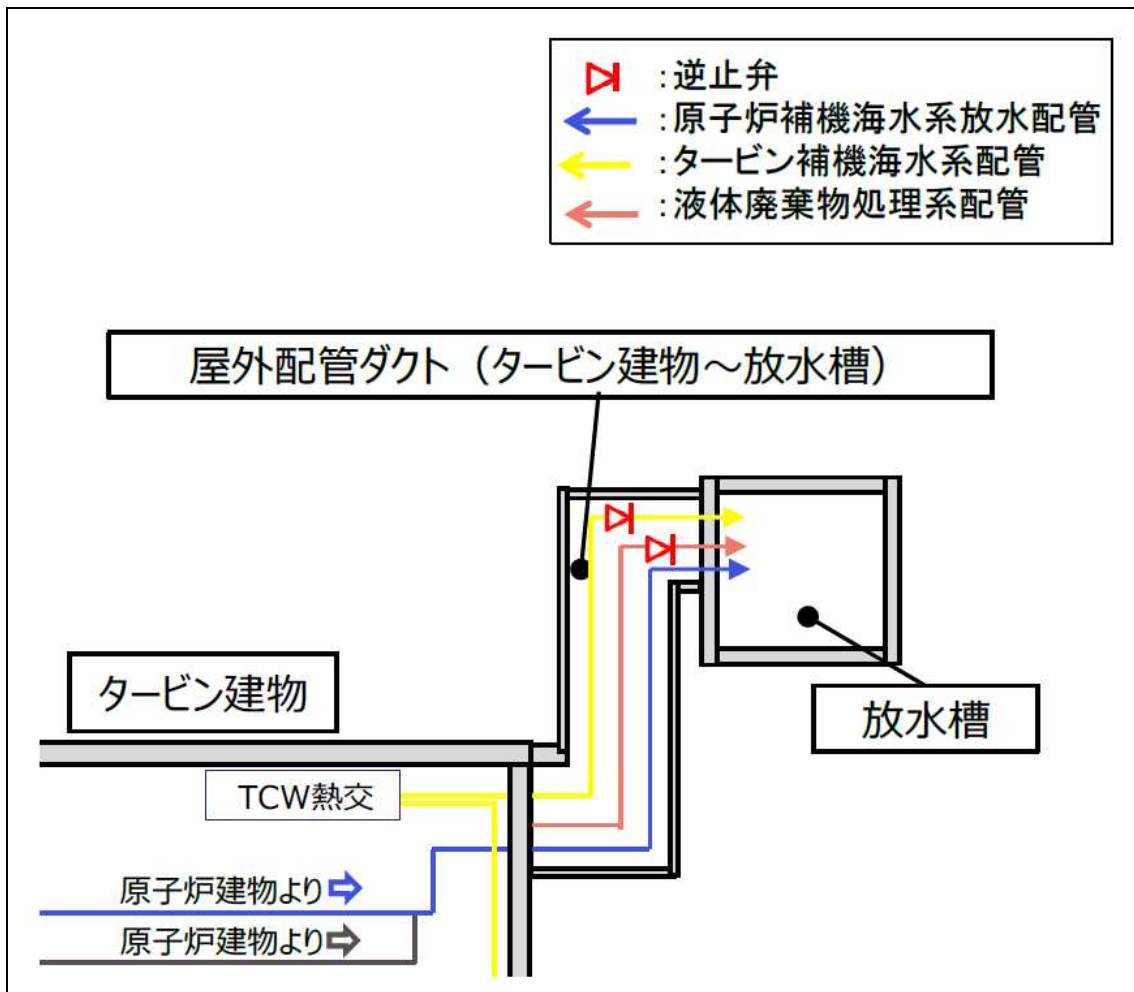 ：逆止弁
：原子炉補機海水系放水配管
：タービン補機海水系配管
：液体廃棄物処理系配管
屋外配管ダクト（タービン建物～放水槽）
タービン建物
放水槽
TCW熱交
原子炉建物より
原子炉建物より